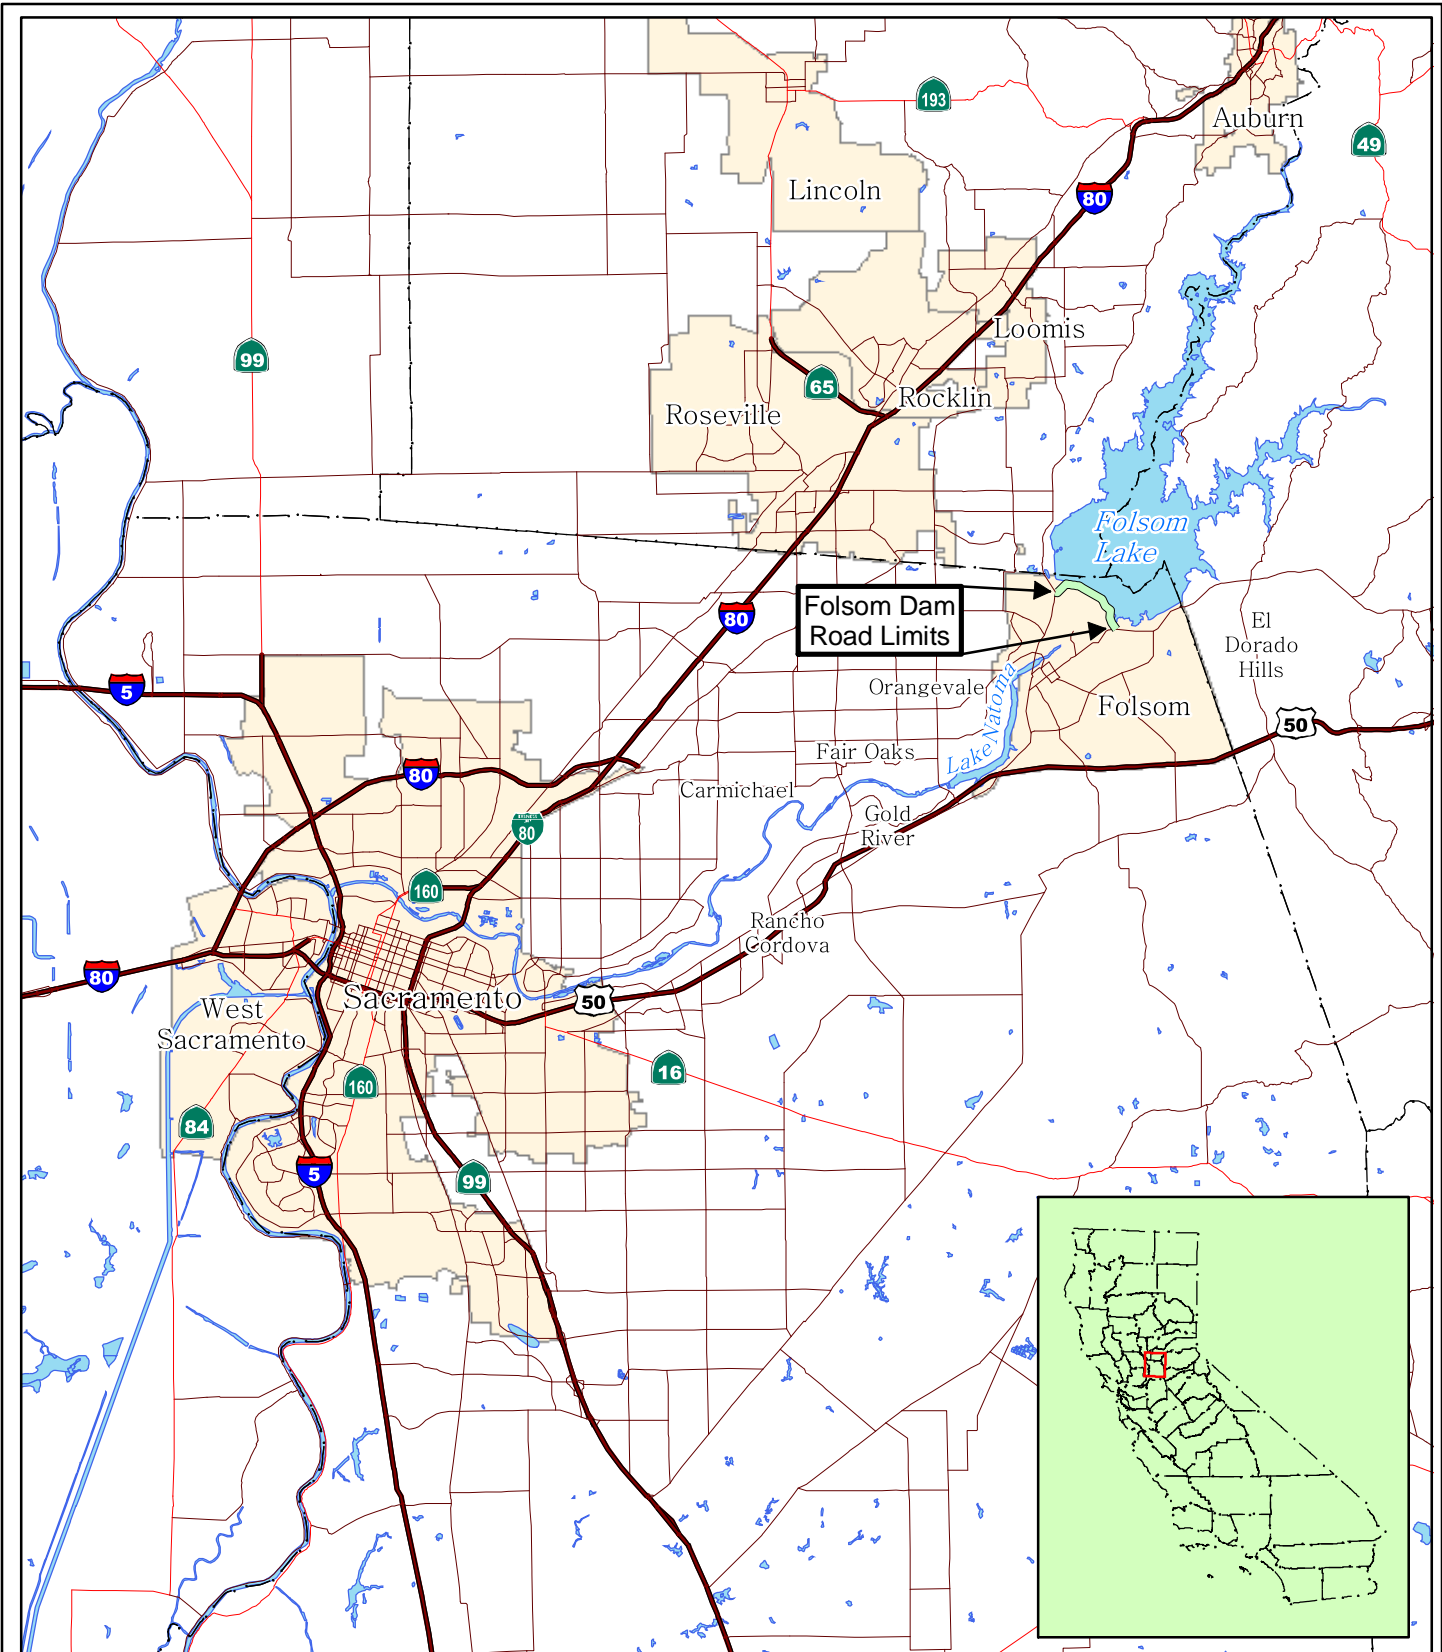 193
Auburn
49
Lincoln
80
99
Loomis
65
Rocklin
Roseville
Folsom
Lake
Folsom Dam
Road Limits
80
El
Dorado
Hills
5
Orangevale
Lake Natoma
Folsom
50
Fair Oaks
80
Carmichael
Gold
River
80
160
Rancho
Cordova
80
Sacramento
50
West
Sacramento
16
160
84
5
99